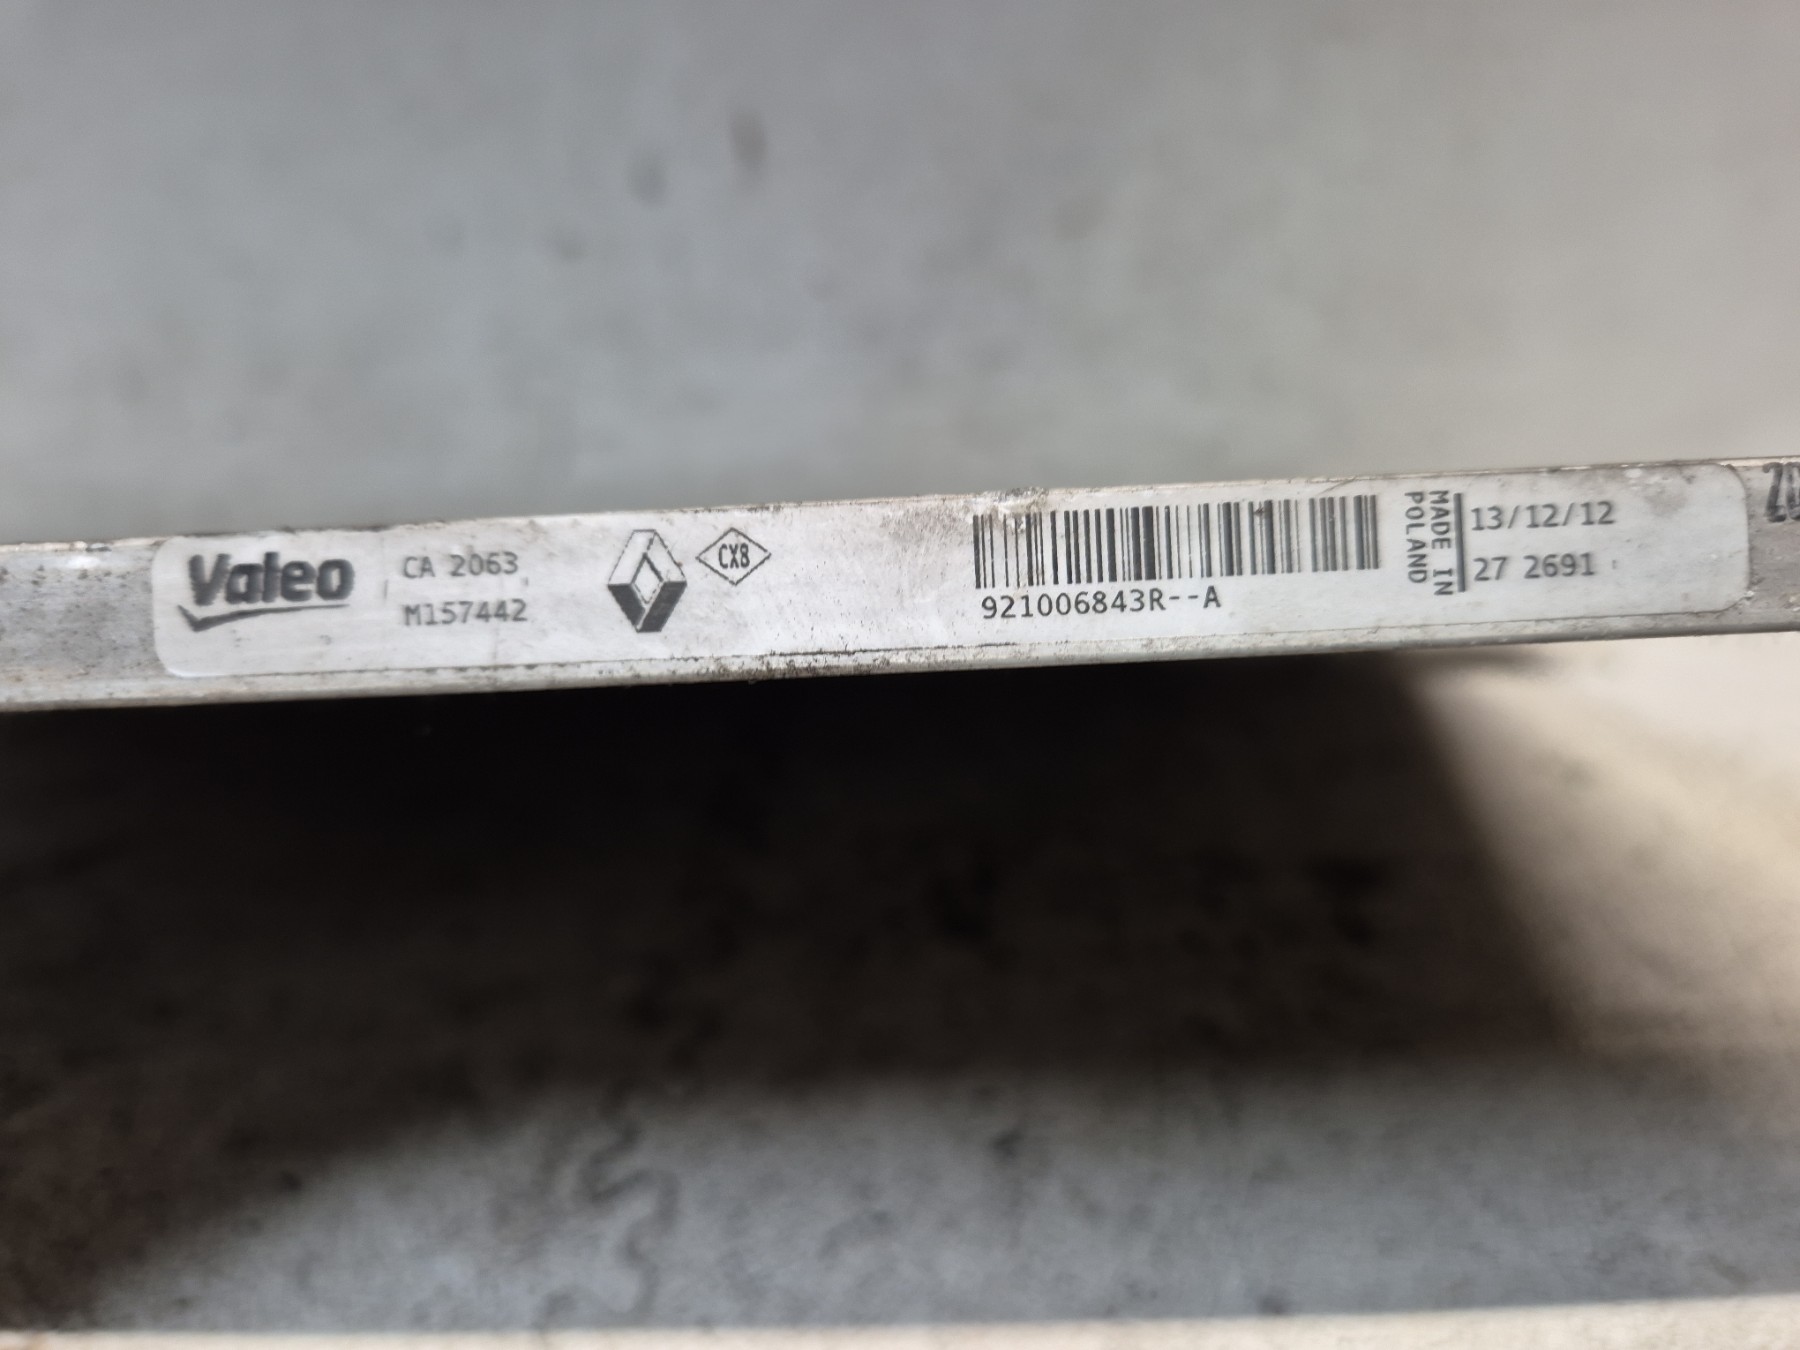 Valeo
CA 2063
M157442
CX8
921006843R--A
MADE IN
POLAND
13/12/12
27 2691